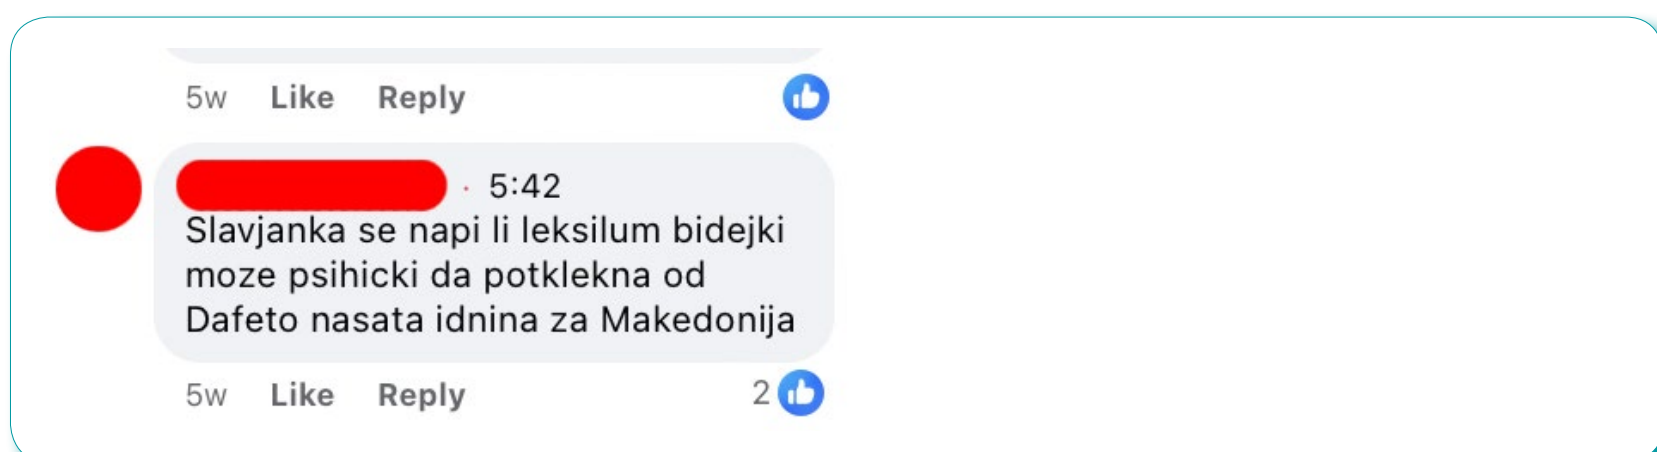 5w Like Reply
· 5:42
Slavjanka se napi li leksilum bidejki
moze psihicki da potklekna od
Dafeto nasata idnina za Makedonija
5w Like Reply 2